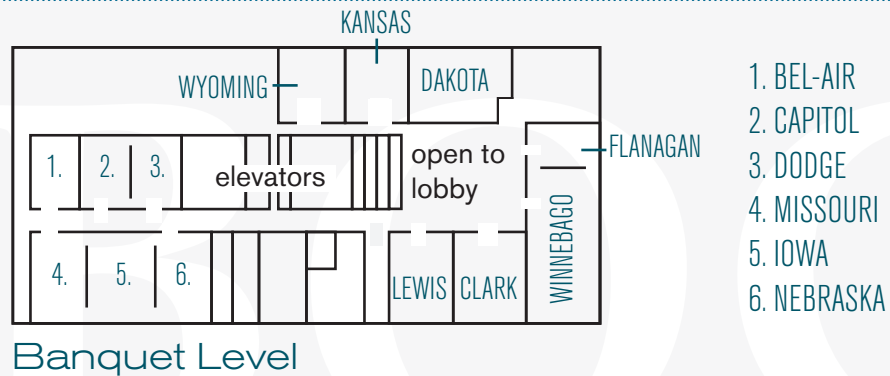 KANSAS
WYOMING
DAKOTA
FLANAGAN
1.
2.
3.
elevators
open to
lobby
WINNEBAGO
4.
5.
6.
LEWIS
CLARK
1. BEL-AIR
2. CAPITOL
3. DODGE
4. MISSOURI
5. IOWA
6. NEBRASKA
Banquet Level